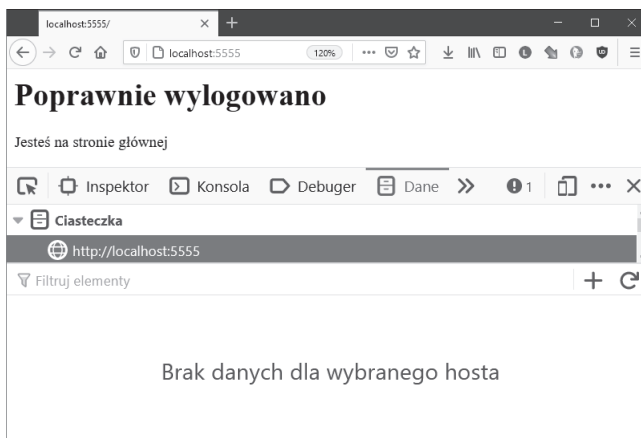 localhost:5555/
localhost:5555
120%
Poprawnie wylogowano
Jesteś na stronie głównej
Inspektor Konsola Debuger Dane 1
Ciasteczka
http://localhost:5555
Filtruj elementy
Brak danych dla wybranego hosta